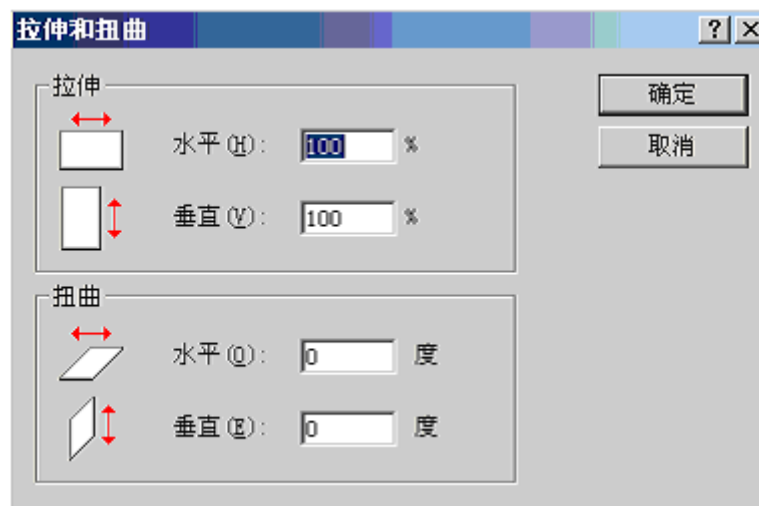 拉伸和扭曲
拉伸
水平(H): 100 %
垂直(V): 100 %
扭曲
水平(O): 0 度
垂直(E): 0 度
确定
取消